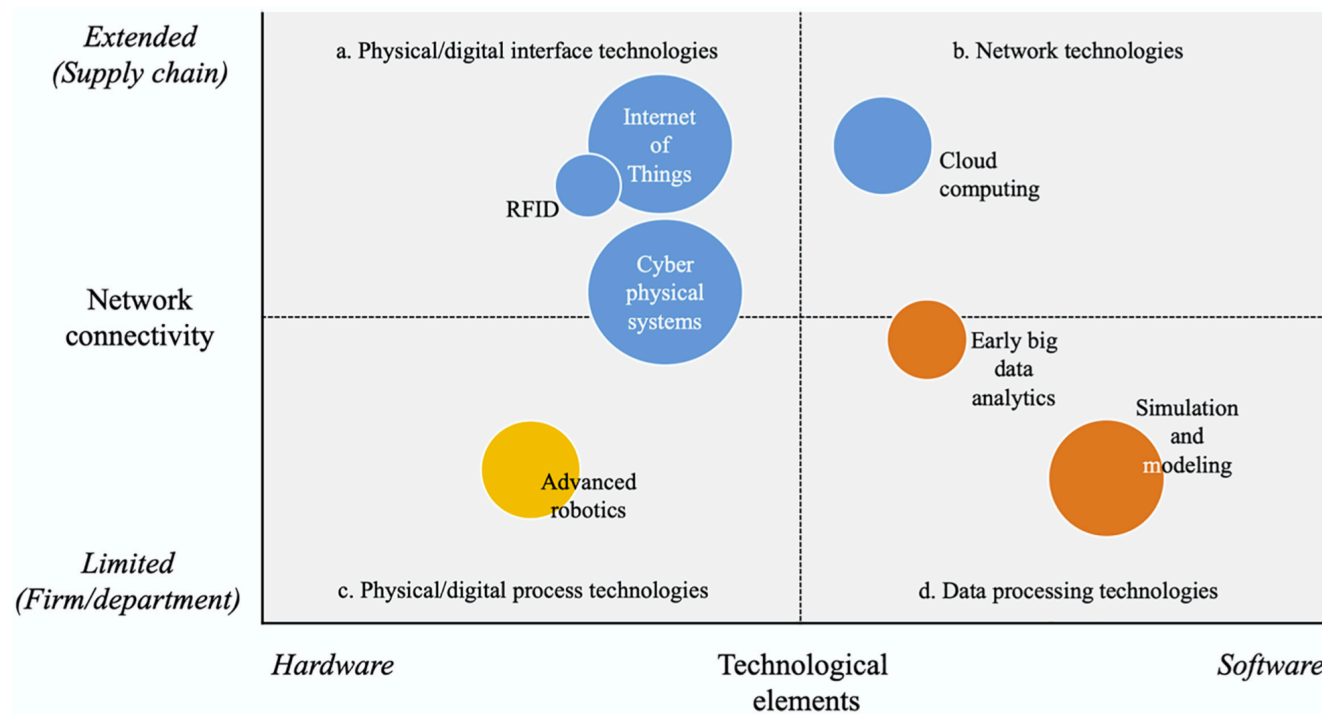 Extended
(Supply chain)
a. Physical/digital interface technologies
b. Network technologies
Internet
of
Things
RFID
Cloud
computing
Cyber
physical
systems
Network
connectivity
Early big
data
analytics
Simulation
and
modeling
Advanced
robotics
Limited
(Firm/department)
c. Physical/digital process technologies
d. Data processing technologies
Hardware
Technological
elements
Software